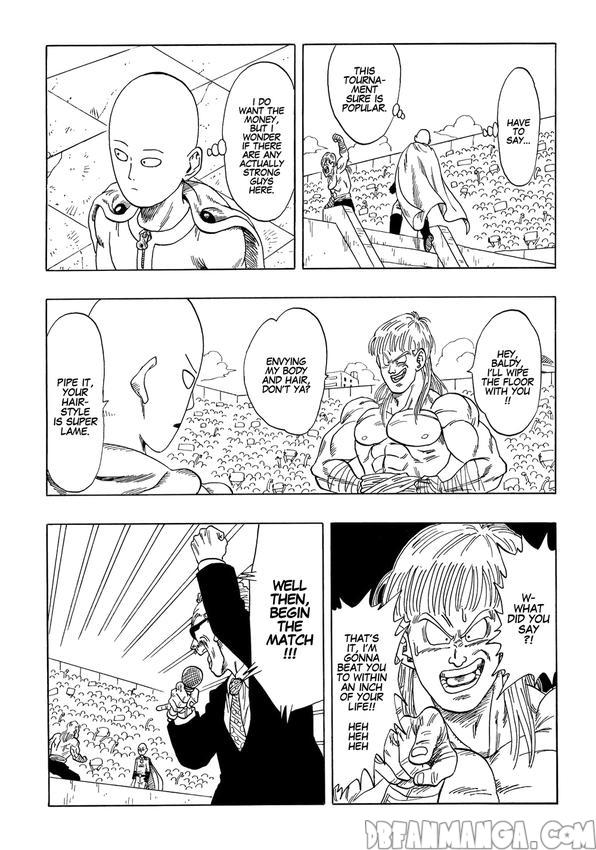 HAVE
TO
SAY...
THIS
TOURNA-
MENT
SURE IS
POPULAR.
I DO
WANT THE
MONEY,
BUT I
WONDER
IF THERE
ARE ANY
ACTUALLY
STRONG
GUYS
HERE.
HEY,
BALDY,
I'LL WIPE
THE FLOOR
WITH YOU
!!
ENVYING
MY BODY
AND HAIR,
DON'T YA?
PIPE IT,
YOUR
HAIR-
STYLE
IS SUPER
LAME.
W-
WHAT
DID YOU
SAY
?!
THAT'S
IT, I'M
GONNA
BEAT YOU
TO WITHIN
AN INCH
OF YOUR
LIFE!!
HEH
HEH
HEH
WELL
THEN,
BEGIN
THE
MATCH
!!!
DBFANMANGA.COM